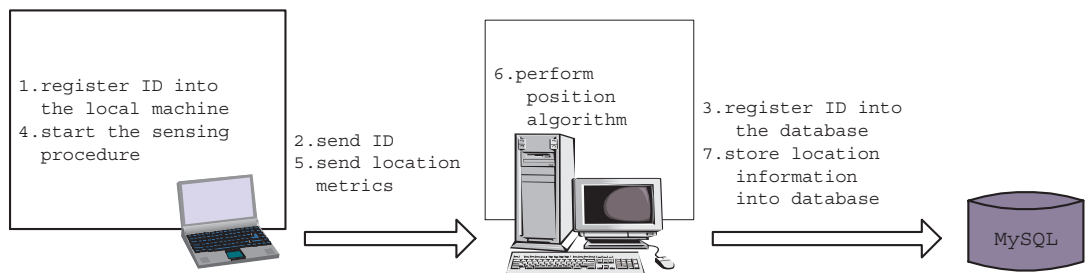 1.register ID into
the local machine
4.start the sensing
procedure
2.send ID
5.send location
metrics
6.perform
position
algorithm
3.register ID into
the database
7.store location
information
into database
MySQL